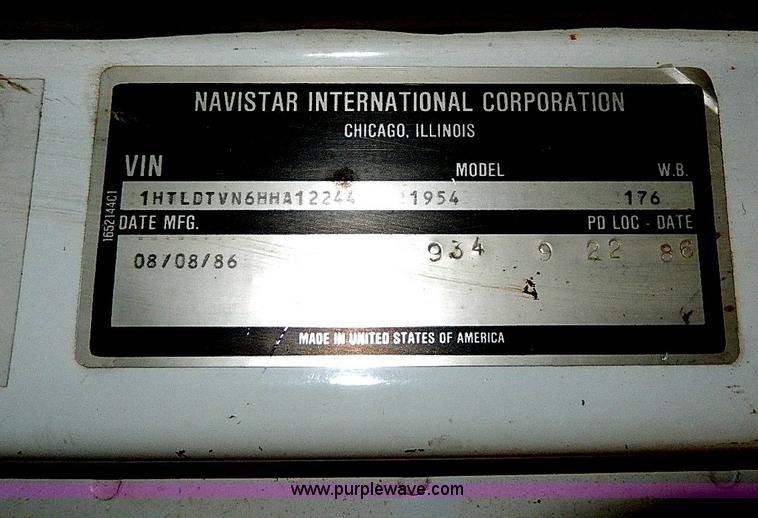 NAVISTAR INTERNATIONAL CORPORATION
CHICAGO, ILLINOIS
VIN MODEL W.B.
1HTLDTVN6HHA12244 1954 176
1652144C1
DATE MFG. PD LOC - DATE
08/08/86 934 9 22 86
MADE IN UNITED STATES OF AMERICA
www.purplewave.com